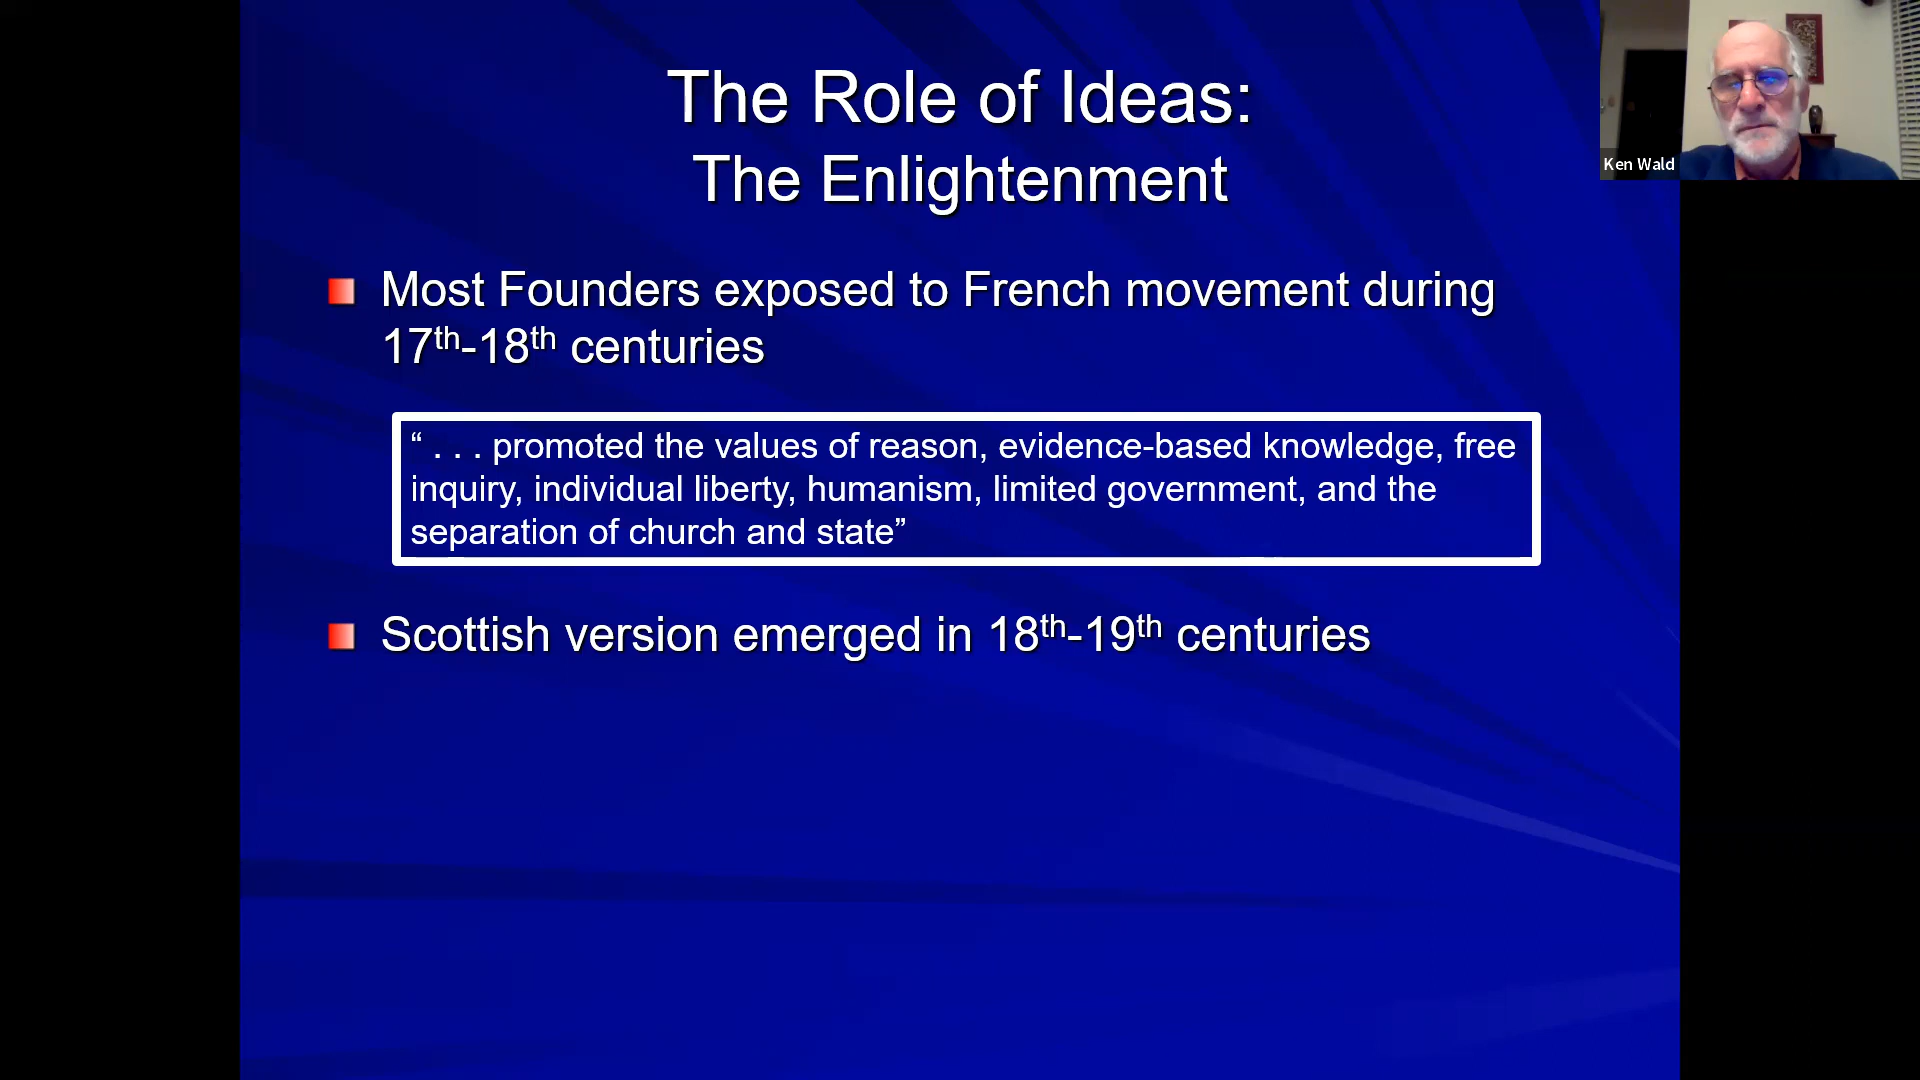 The Role of Ideas:
The Enlightenment
Ken Wald
Most Founders exposed to French movement during
17th-18th centuries
“ . . . promoted the values of reason, evidence-based knowledge, free
inquiry, individual liberty, humanism, limited government, and the
separation of church and state”
Scottish version emerged in 18th-19th centuries